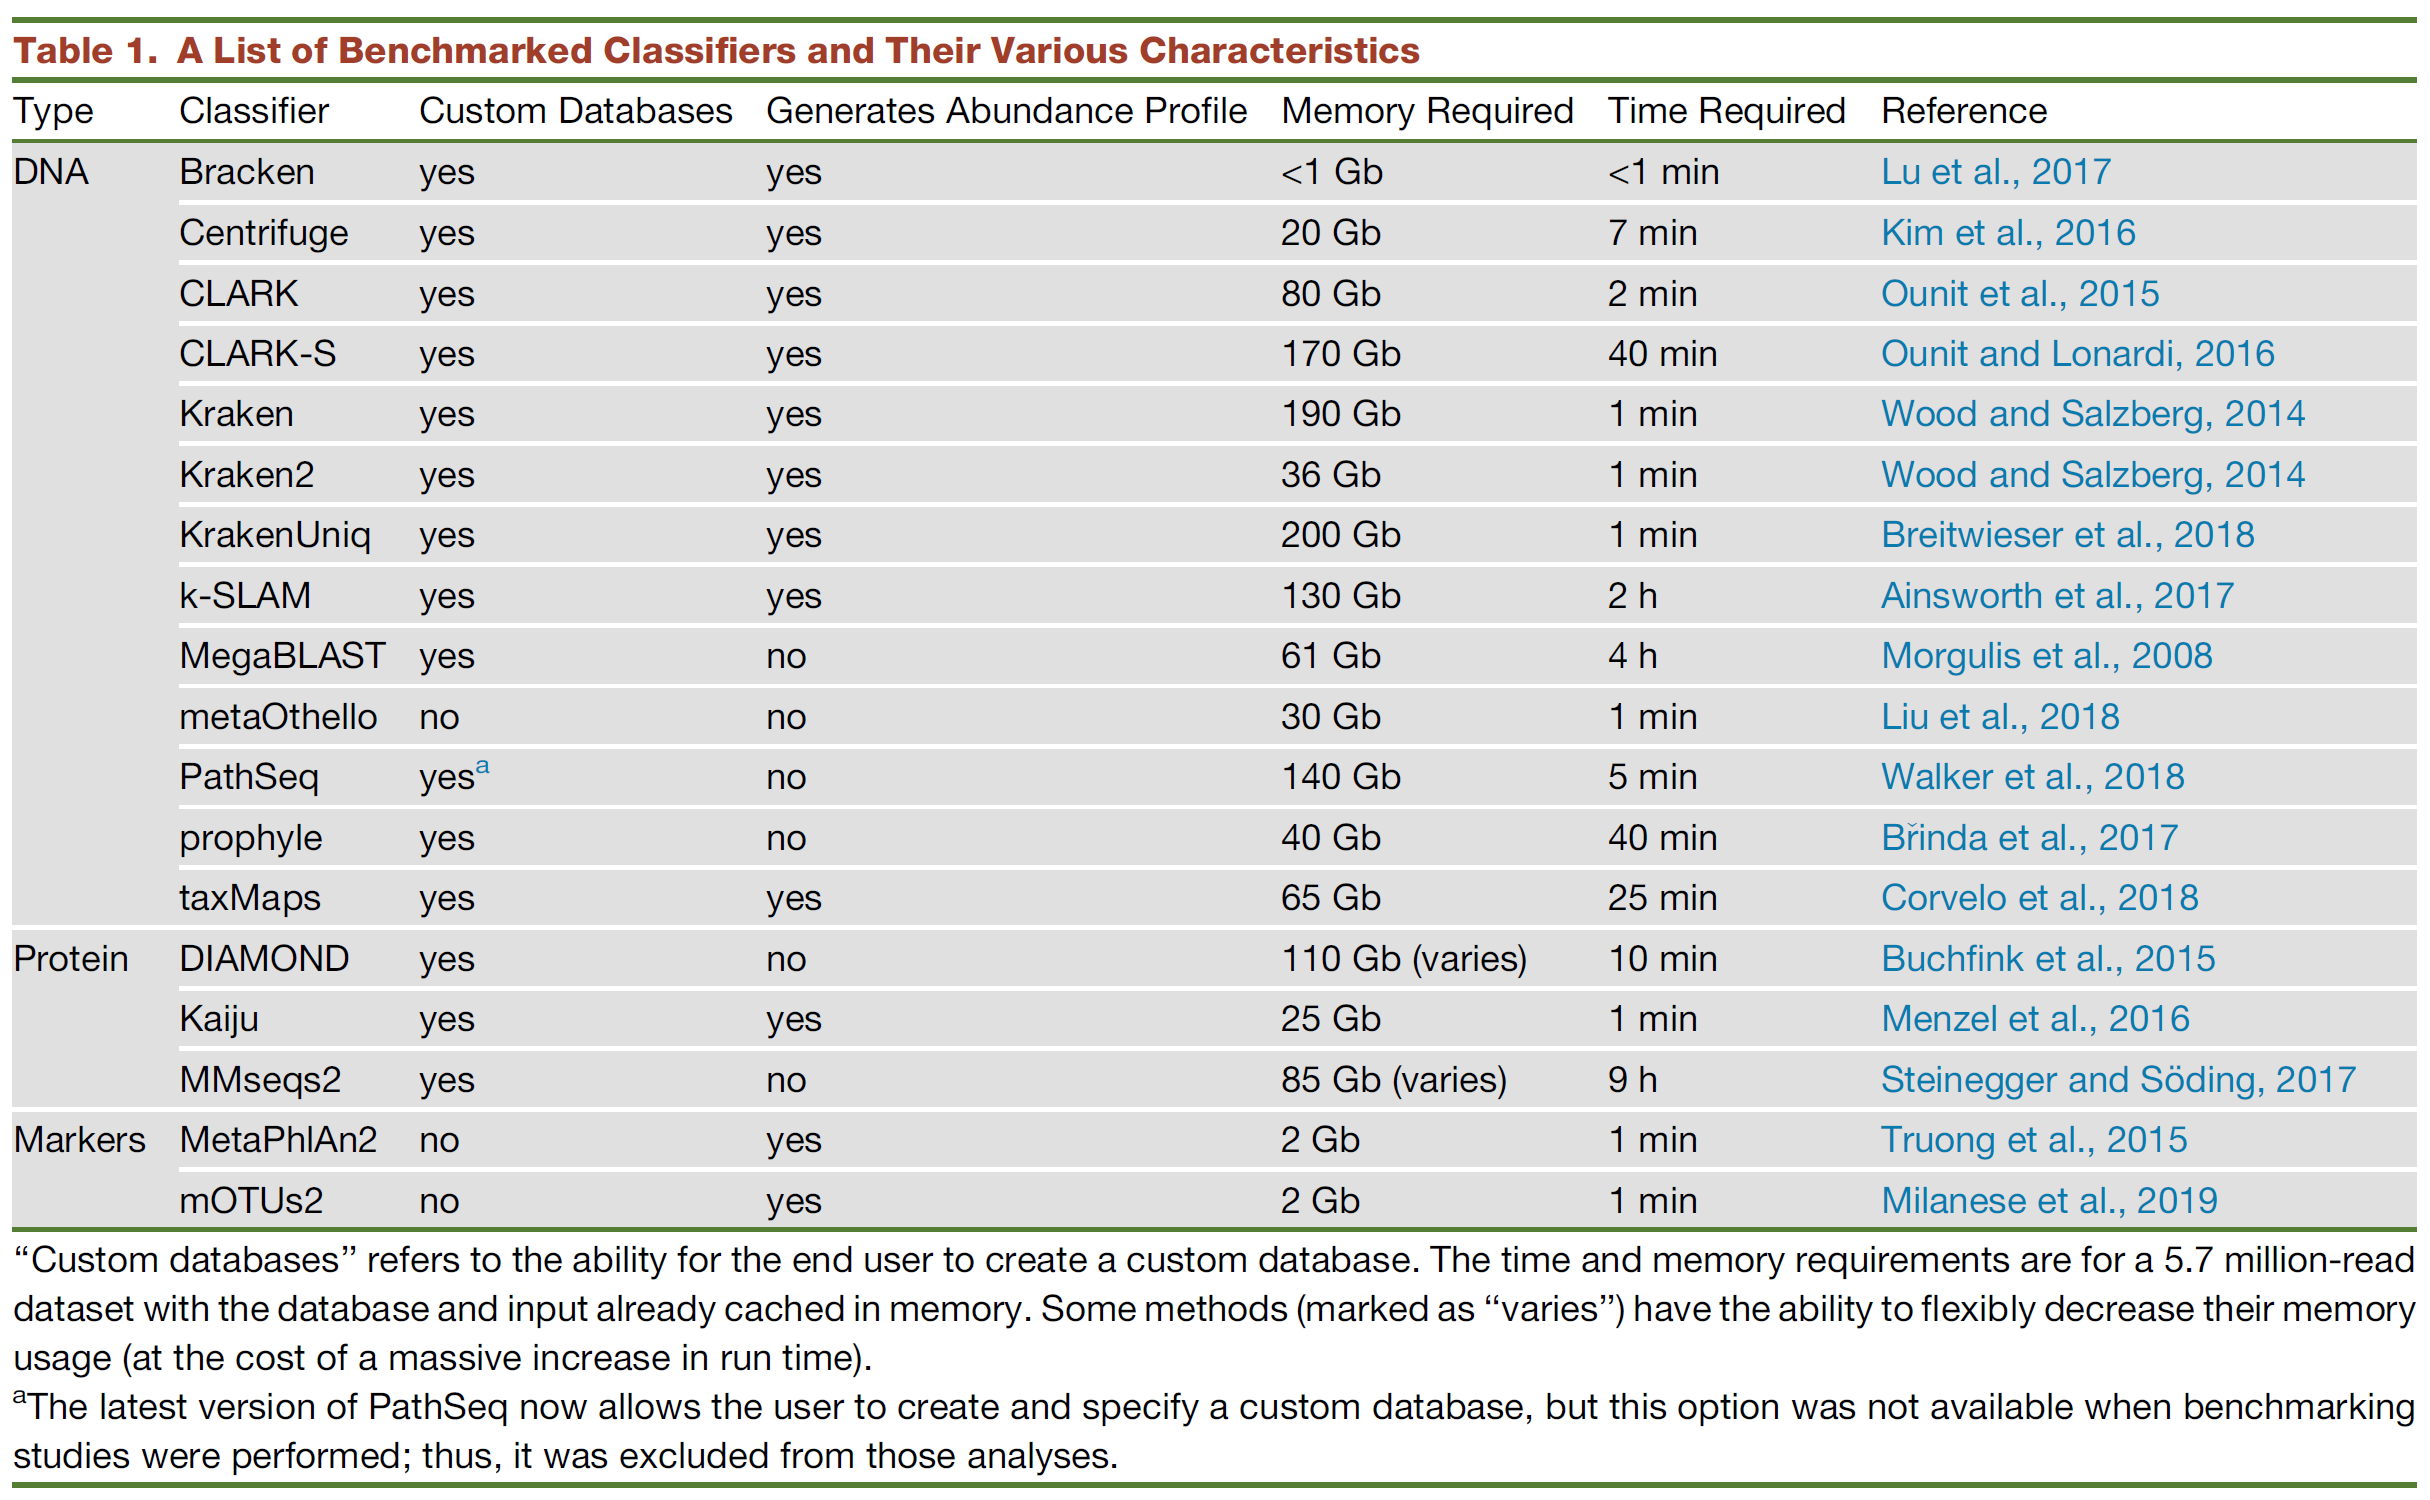 Table 1. A List of Benchmarked Classifiers and Their Various Characteristics
Type Classifier Custom Databases Generates Abundance Profile Memory Required Time Required Reference
DNA Bracken yes yes <1 Gb <1 min Lu et al., 2017
Centrifuge yes yes 20 Gb 7 min Kim et al., 2016
CLARK yes yes 80 Gb 2 min Ounit et al., 2015
CLARK-S yes yes 170 Gb 40 min Ounit and Lonardi, 2016
Kraken yes yes 190 Gb 1 min Wood and Salzberg, 2014
Kraken2 yes yes 36 Gb 1 min Wood and Salzberg, 2014
KrakenUniq yes yes 200 Gb 1 min Breitwieser et al., 2018
k-SLAM yes yes 130 Gb 2 h Ainsworth et al., 2017
MegaBLAST yes no 61 Gb 4 h Morgulis et al., 2008
metaOthello no no 30 Gb 1 min Liu et al., 2018
PathSeq yesᵃ no 140 Gb 5 min Walker et al., 2018
prophyle yes no 40 Gb 40 min Břinda et al., 2017
taxMaps yes yes 65 Gb 25 min Corvelo et al., 2018
Protein DIAMOND yes no 110 Gb (varies) 10 min Buchfink et al., 2015
Kaiju yes yes 25 Gb 1 min Menzel et al., 2016
MMseqs2 yes no 85 Gb (varies) 9 h Steinegger and Söding, 2017
Markers MetaPhlAn2 no yes 2 Gb 1 min Truong et al., 2015
mOTUs2 no yes 2 Gb 1 min Milanese et al., 2019
“Custom databases” refers to the ability for the end user to create a custom database. The time and memory requirements are for a 5.7 million-read
dataset with the database and input already cached in memory. Some methods (marked as “varies”) have the ability to flexibly decrease their memory
usage (at the cost of a massive increase in run time).
ᵃThe latest version of PathSeq now allows the user to create and specify a custom database, but this option was not available when benchmarking
studies were performed; thus, it was excluded from those analyses.